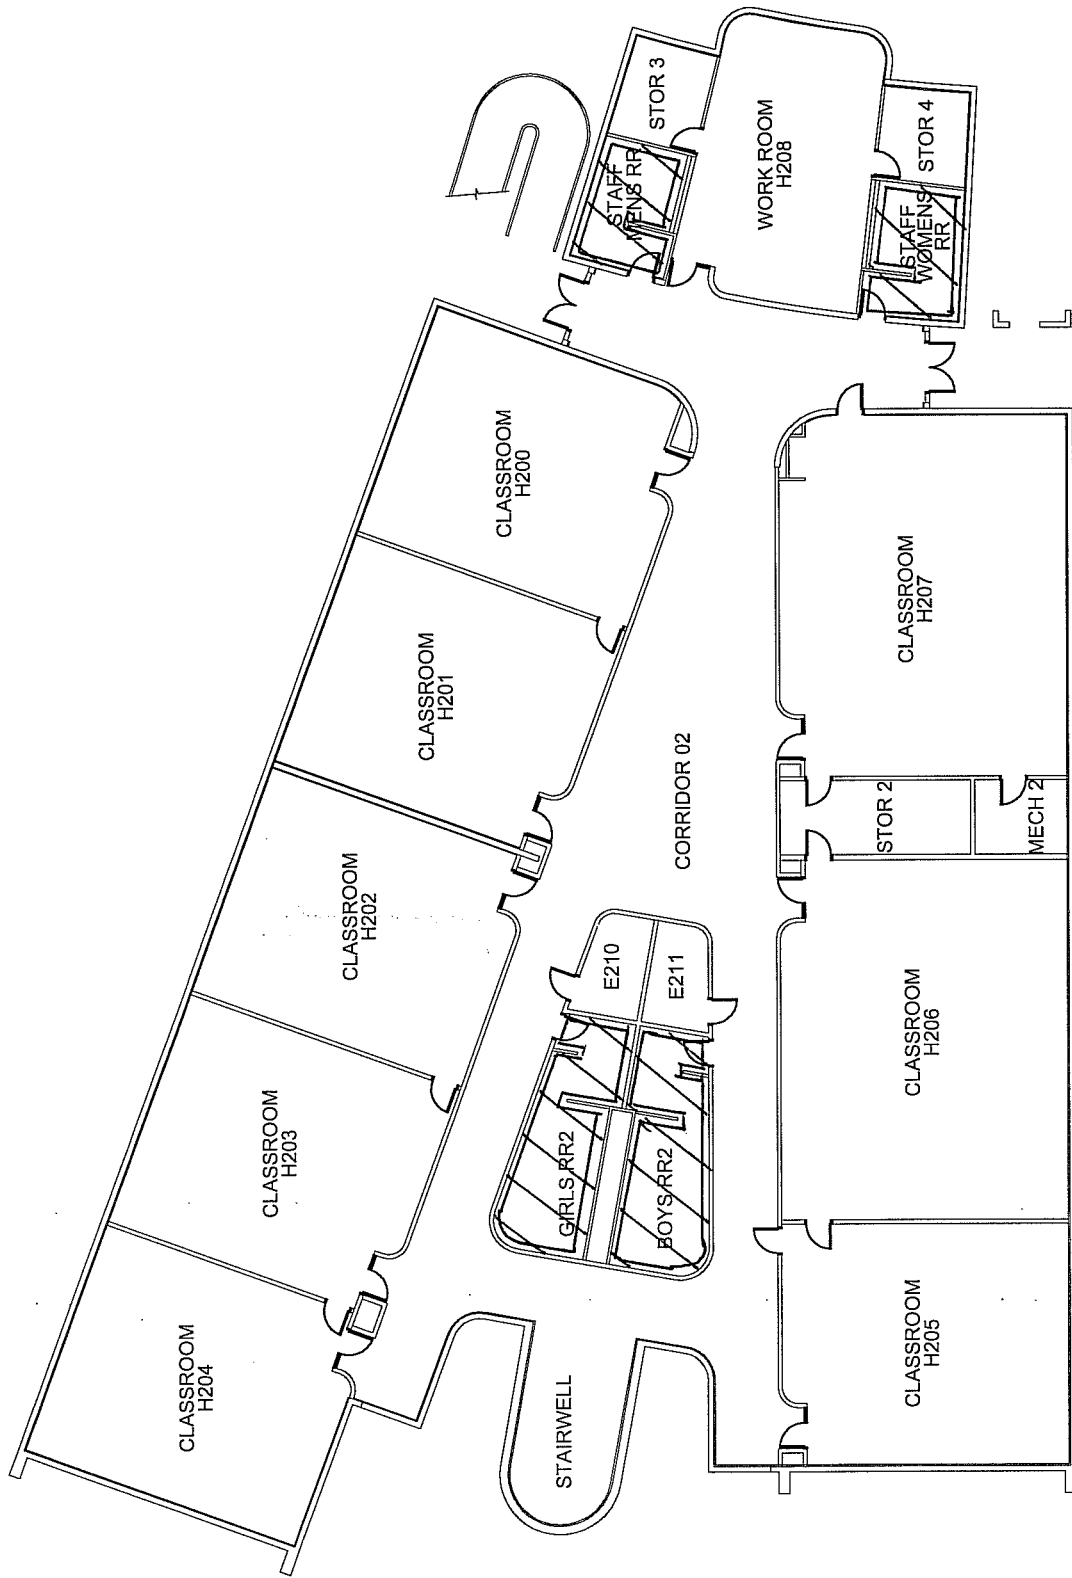 STOR 3
STAFF
MENS RR
WORK ROOM
H208
STOR 4
STAFF
WOMENS
RR
CLASSROOM
H200
CLASSROOM
H201
CLASSROOM
H202
CLASSROOM
H203
CLASSROOM
H204
CORRIDOR 02
E210
E211
GIRLS RR2
BOYS RR2
STAIRWELL
CLASSROOM
H207
STOR 2
MECH 2
CLASSROOM
H206
CLASSROOM
H205